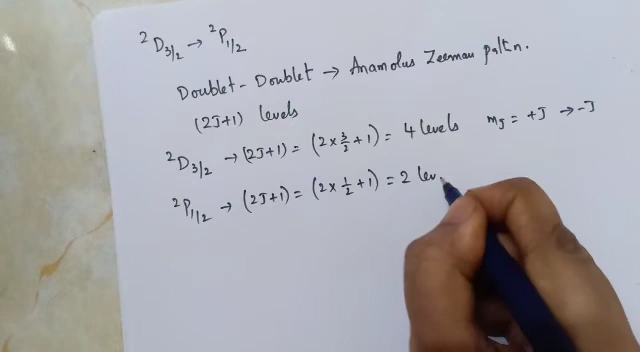 ²D₃/₂ → ²P₁/₂
Doublet - Doublet → Anamolus Zeeman patn.
(2J+1) levels
²D₃/₂ → (2J+1) = (2 × 3/2 + 1) = 4 levels mJ = +J → -J
²P₁/₂ → (2J+1) = (2 × 1/2 + 1) = 2 lev